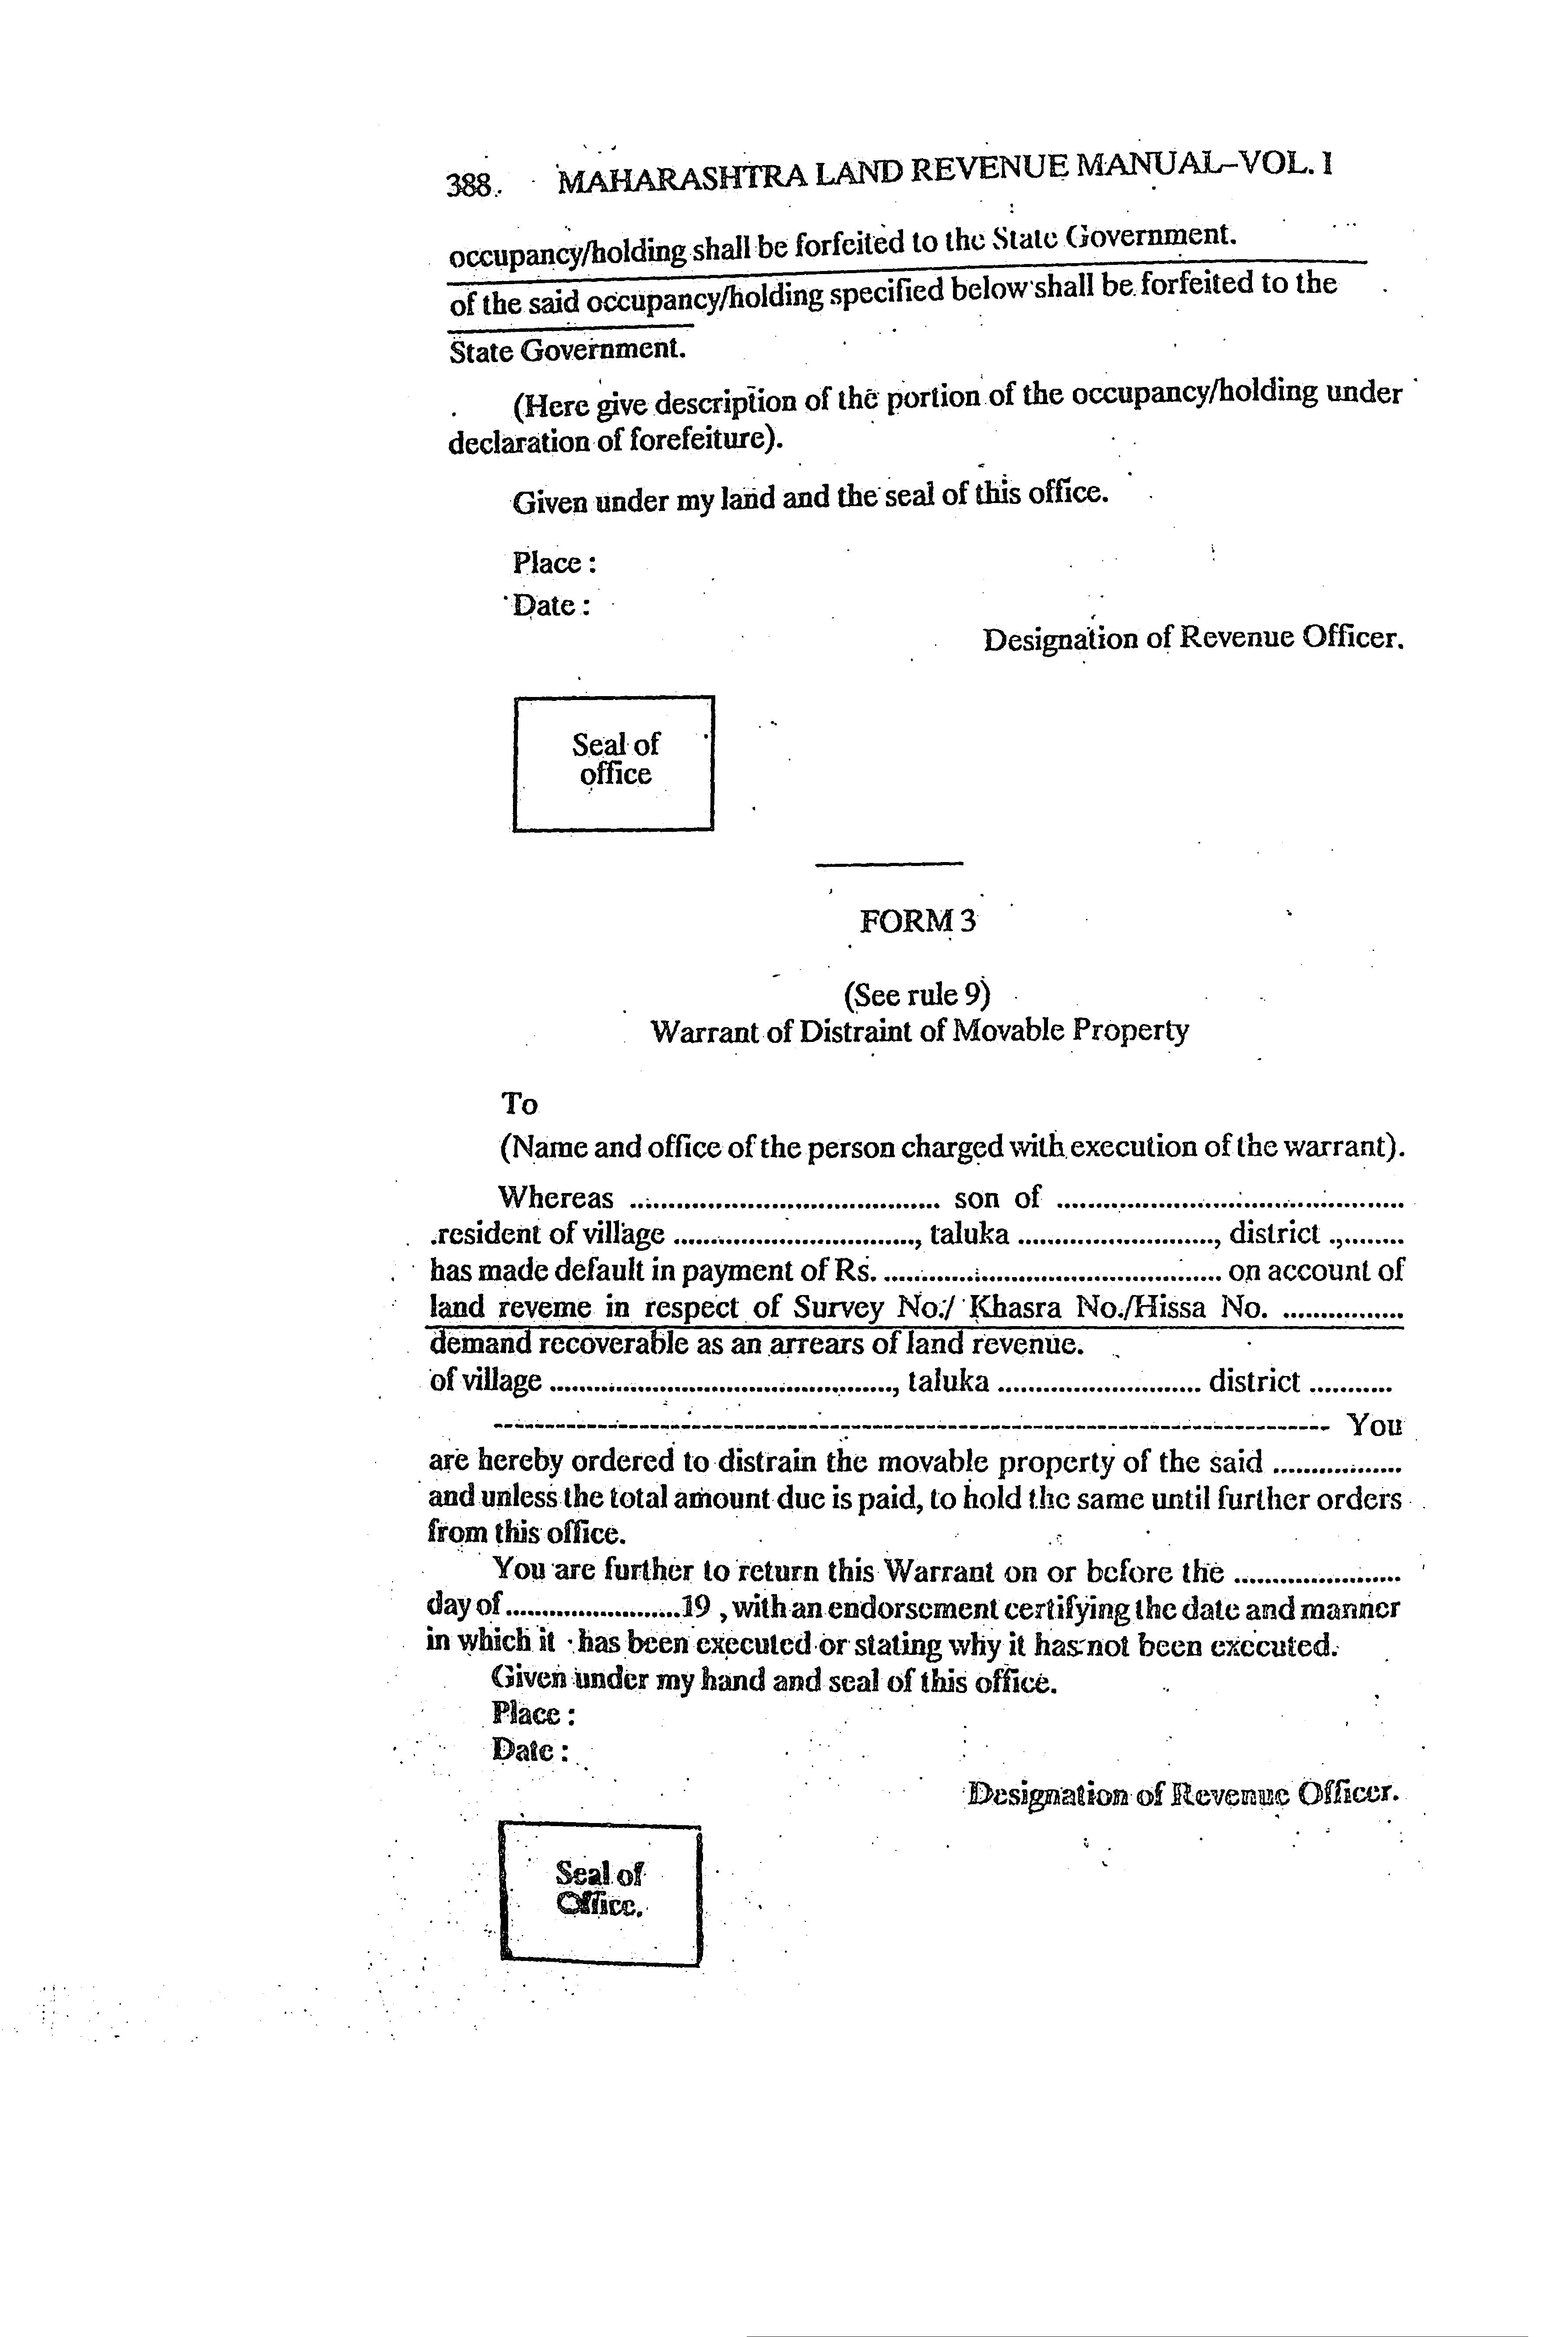 388. MAHARASHTRA LAND REVENUE MANUAL–VOL. I
occupancy/holding shall be forfeited to the State Government.
of the said occupancy/holding specified below shall be forfeited to the
State Government.
(Here give description of the portion of the occupancy/holding under
declaration of forefeiture).
Given under my land and the seal of this office.
Place :
Date :
Designation of Revenue Officer.
Seal of
office
FORM 3
(See rule 9)
Warrant of Distraint of Movable Property
To
(Name and office of the person charged with execution of the warrant).
Whereas ........................................ son of .............................................
resident of village ..............................., taluka ........................., district .,........
has made default in payment of Rs. ............................................ on account of
land reveme in respect of Survey No./ Khasra No./Hissa No. ................
demand recoverable as an arrears of land revenue.
of village ............................................., taluka .......................... district ...........
-------------------------------------------------------------------------------- You
are hereby ordered to distrain the movable property of the said .................
and unless the total amount due is paid, to hold the same until further orders
from this office.
You are further to return this Warrant on or before the ......................
day of .......................19 , with an endorsement certifying the date and manner
in which it has been executed or stating why it has not been executed.
Given under my hand and seal of this office.
Place :
Date :
Designation of Revenue Officer.
Seal of
Office.